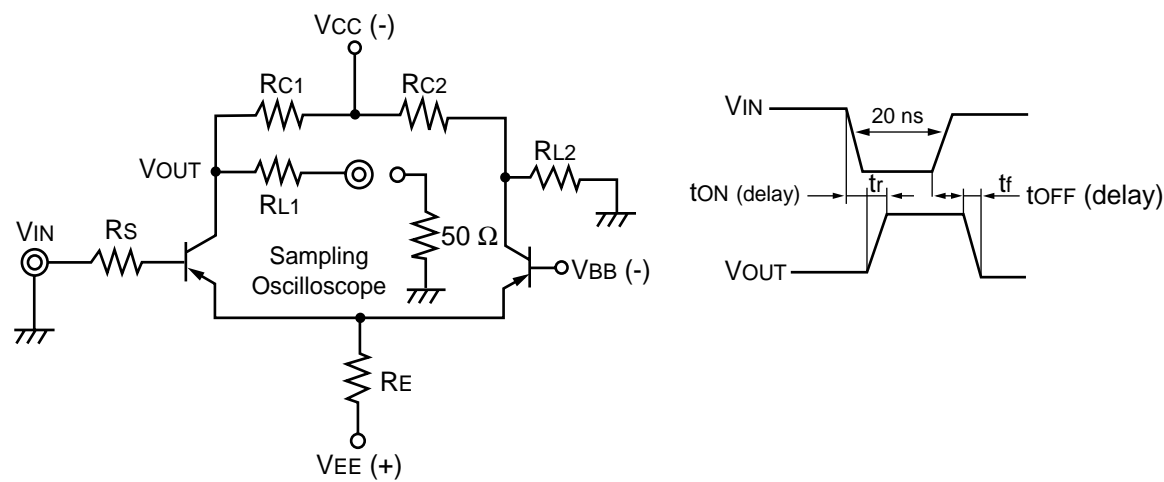 VCC (-)
RC1
RC2
VOUT
RL1
RL2
VIN
RS
50 Ω
Sampling
Oscilloscope
VBB (-)
RE
VEE (+)
VIN
20 ns
tON (delay)
tr
tf
tOFF (delay)
VOUT